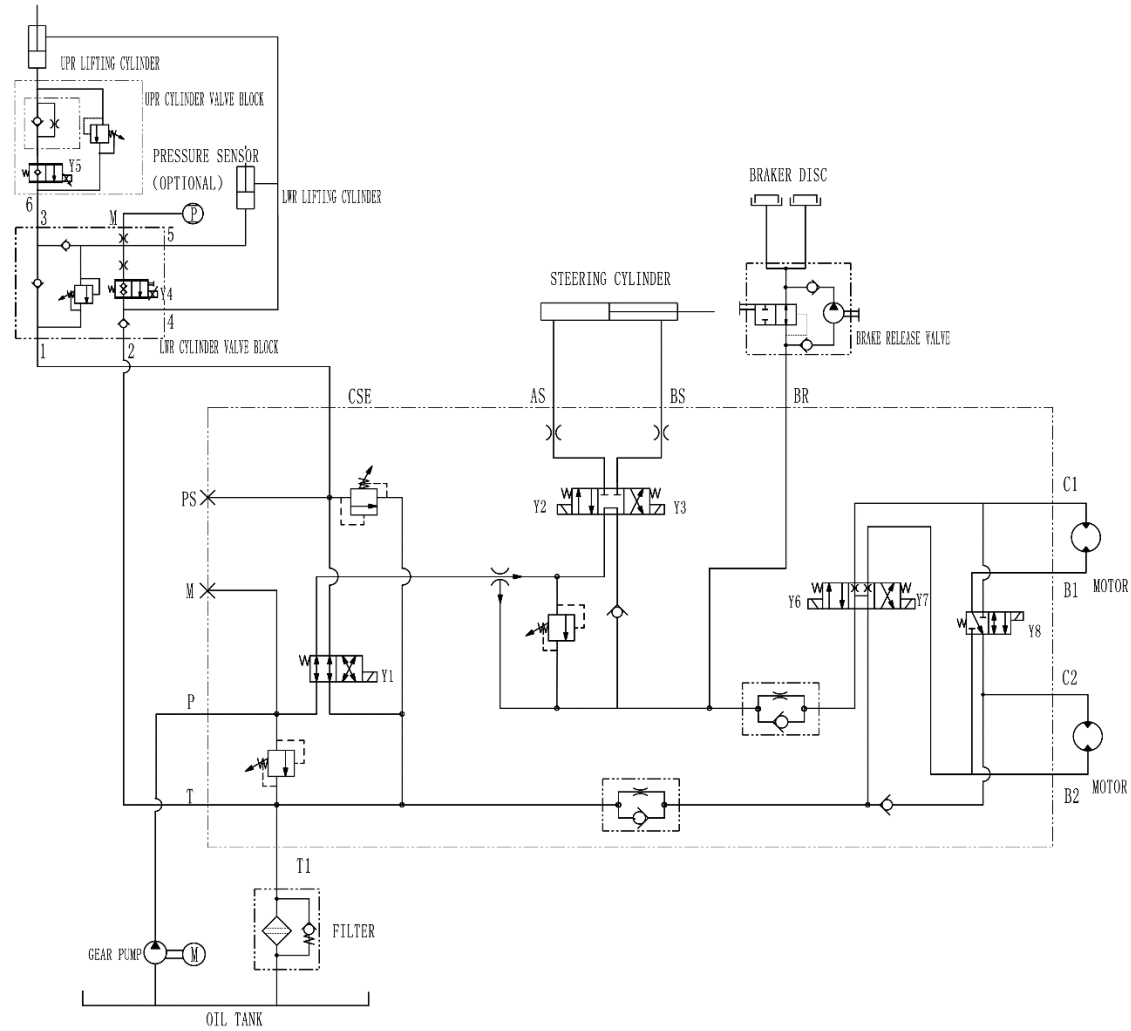 UPR LIFTING CYLINDER
UPR CYLINDER VALVE BLOCK
Y5
PRESSURE SENSOR
(OPTIONAL)
P
LWR LIFTING CYLINDER
6
3
M
5
Y4
4
1
2
LWR CYLINDER VALVE BLOCK
BRAKER DISC
STEERING CYLINDER
BRAKE RELEASE VALVE
CSE
AS
BS
BR
PS
Y2
Y3
C1
M
Y6
Y7
B1
MOTOR
Y8
Y1
C2
P
T
B2
MOTOR
T1
FILTER
GEAR PUMP
M
OIL TANK